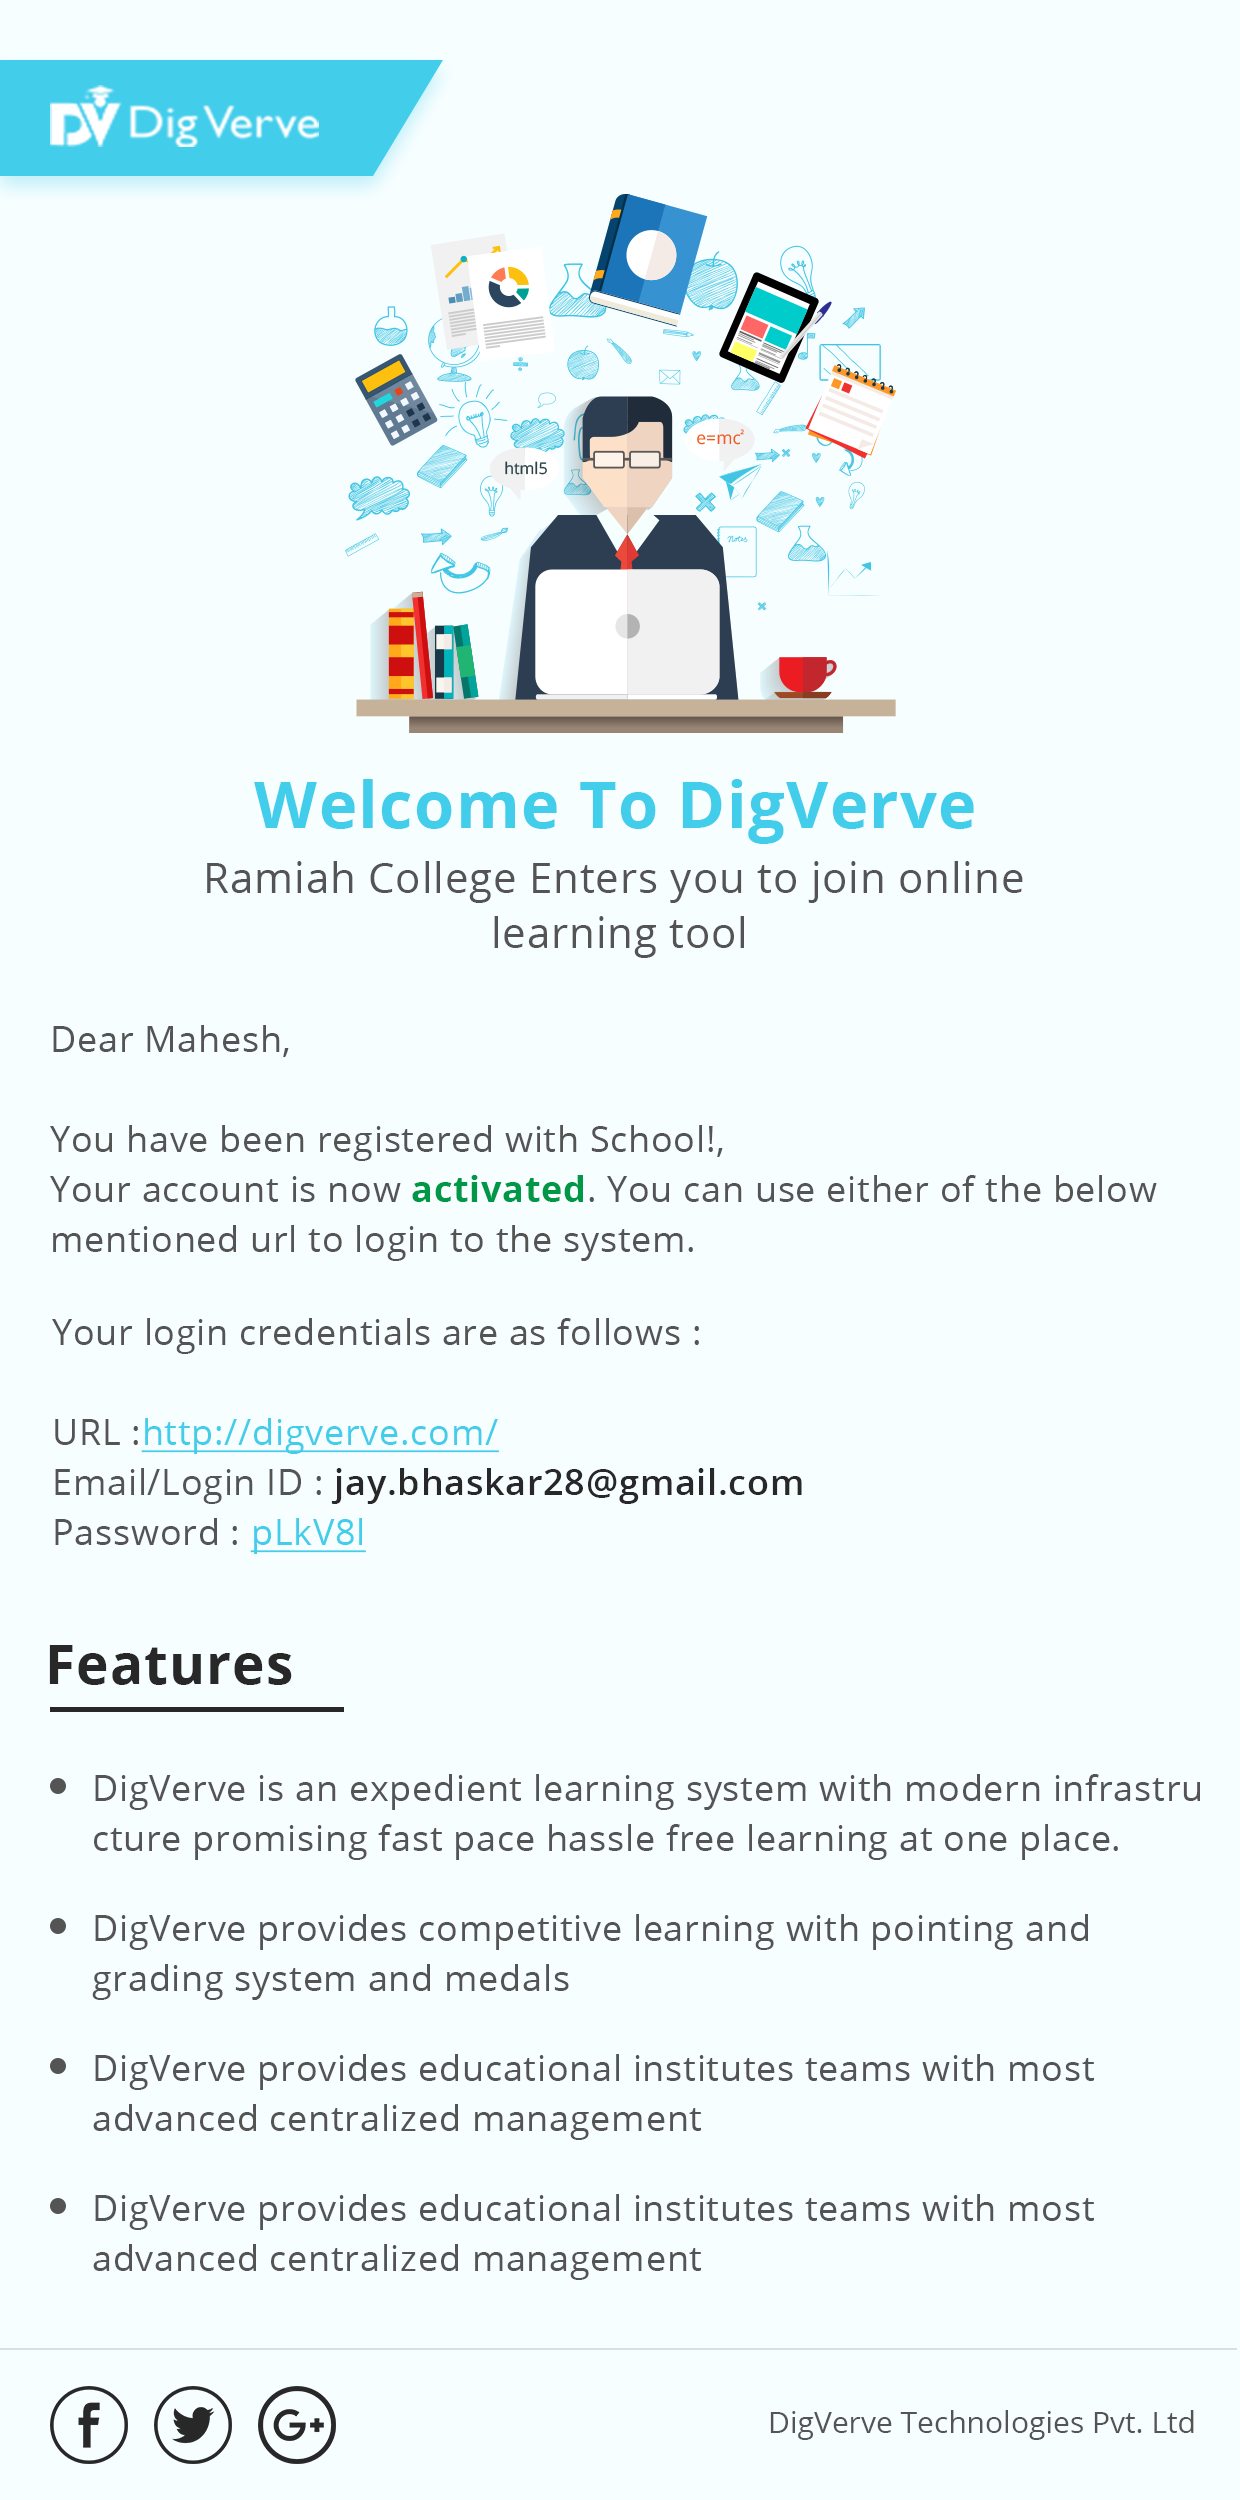 DV Dig Verve
html5
e=mc²
Notes
Welcome To DigVerve
Ramiah College Enters you to join online
learning tool
Dear Mahesh,
You have been registered with School!,
Your account is now activated. You can use either of the below
mentioned url to login to the system.
Your login credentials are as follows :
URL :http://digverve.com/
Email/Login ID : jay.bhaskar28@gmail.com
Password : pLkV8l
Features
• DigVerve is an expedient learning system with modern infrastru
cture promising fast pace hassle free learning at one place.
• DigVerve provides competitive learning with pointing and
grading system and medals
• DigVerve provides educational institutes teams with most
advanced centralized management
• DigVerve provides educational institutes teams with most
advanced centralized management
DigVerve Technologies Pvt. Ltd